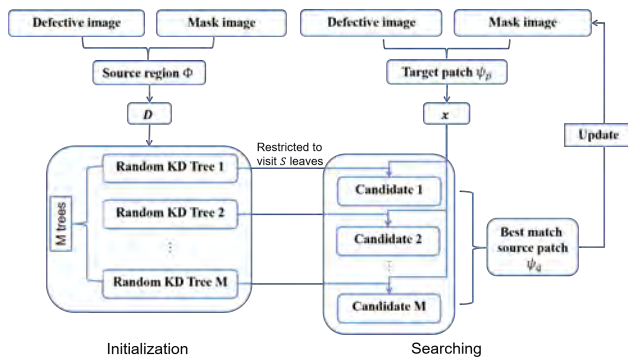 Defective image
Mask image
Defective image
Mask image
Source region Φ
Target patch ψp
D
x
Update
Restricted to
visit S leaves
M trees
Random KD Tree 1
Random KD Tree 2
⋮
Random KD Tree M
Candidate 1
Candidate 2
⋮
Candidate M
Best match
source patch
ψq
Initialization
Searching